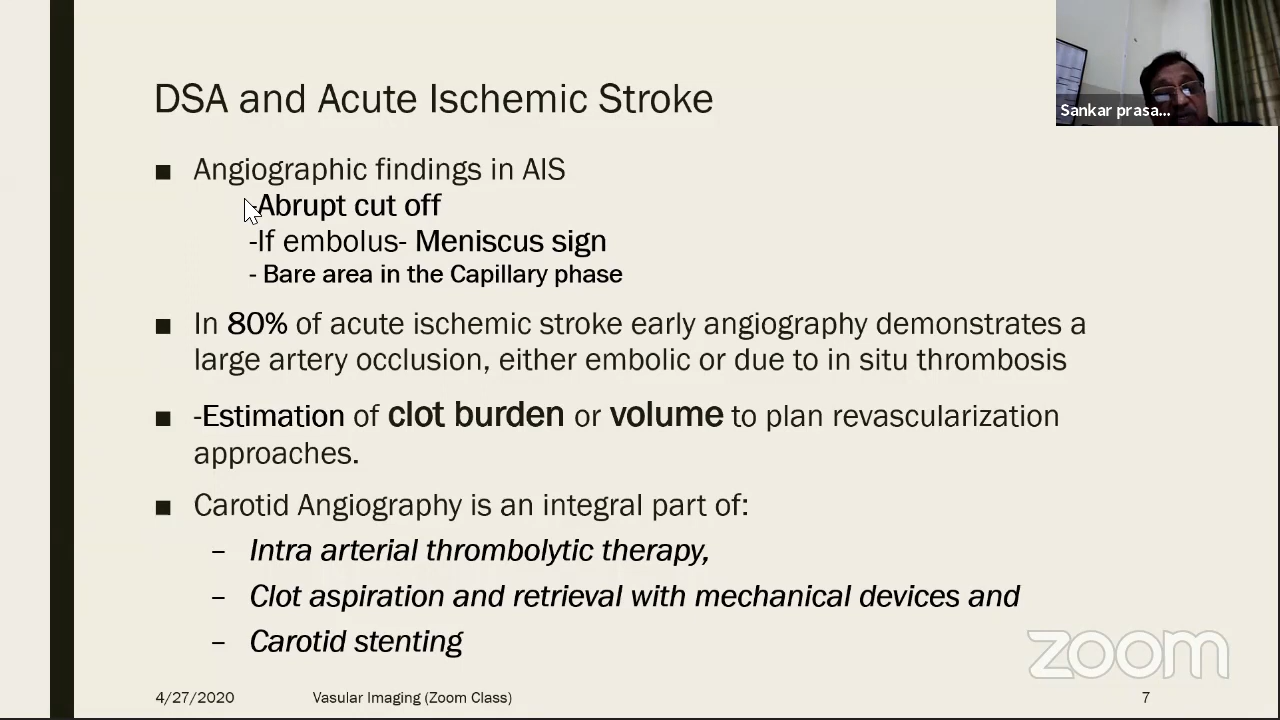 DSA and Acute Ischemic Stroke
Sankar prasa...
■ Angiographic findings in AIS
-Abrupt cut off
-If embolus- Meniscus sign
- Bare area in the Capillary phase
■ In 80% of acute ischemic stroke early angiography demonstrates a
large artery occlusion, either embolic or due to in situ thrombosis
■ -Estimation of clot burden or volume to plan revascularization
approaches.
■ Carotid Angiography is an integral part of:
– Intra arterial thrombolytic therapy,
– Clot aspiration and retrieval with mechanical devices and
– Carotid stenting
zoom
4/27/2020 Vasular Imaging (Zoom Class) 7